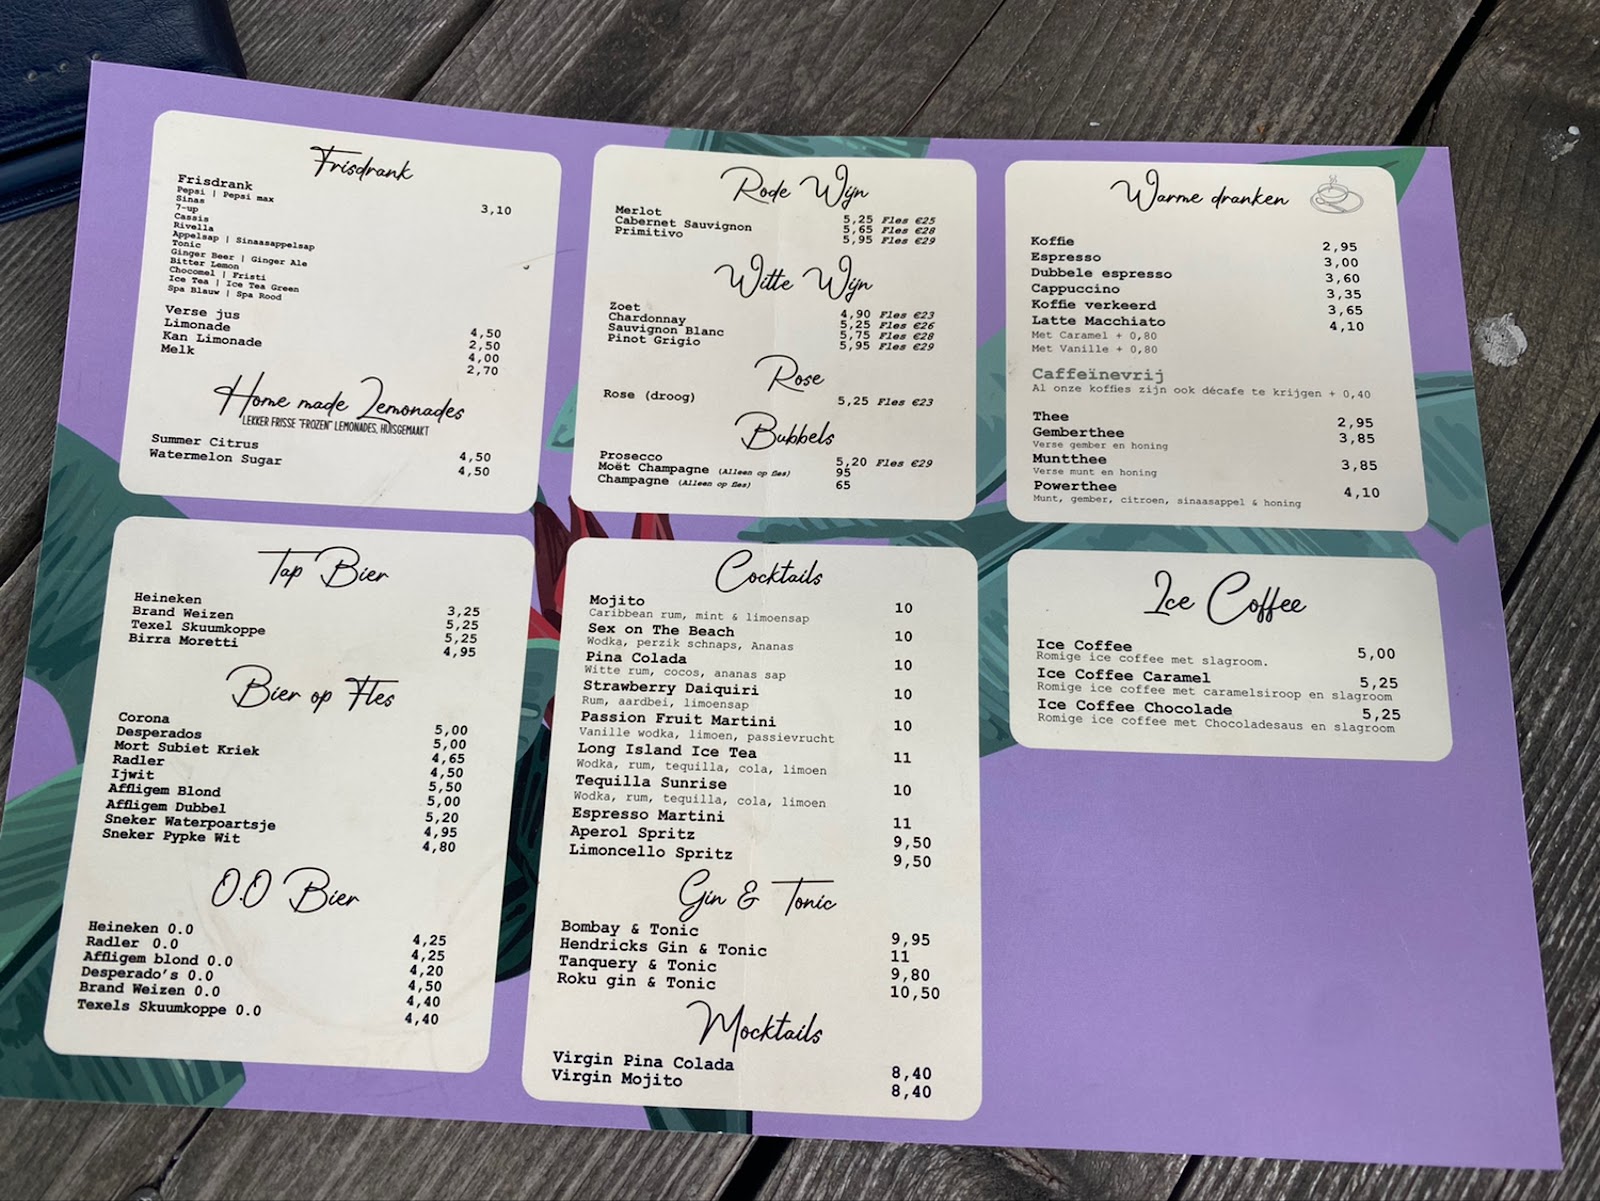 Frisdrank
Frisdrank 3,10
Pepsi | Pepsi max
Sinas
7-up
Cassis
Rivella
Appelsap | Sinaasappelsap
Tonic
Ginger Beer | Ginger Ale
Bitter Lemon
Chocomel | Fristi
Ice Tea | Ice Tea Green
Spa Blauw | Spa Rood
Verse jus 4,50
Limonade 2,50
Kan Limonade 4,00
Melk 2,70
Home made Lemonades
LEKKER FRISSE "FROZEN" LEMONADES, HUISGEMAAKT
Summer Citrus 4,50
Watermelon Sugar 4,50
Rode Wijn
Merlot 5,25 Fles €25
Cabernet Sauvignon 5,65 Fles €28
Primitivo 5,95 Fles €29
Witte Wijn
Zoet 4,90 Fles €23
Chardonnay 5,25 Fles €26
Sauvignon Blanc 5,75 Fles €28
Pinot Grigio 5,95 Fles €29
Rose
Rose (droog) 5,25 Fles €23
Bubbels
Prosecco 5,20 Fles €29
Moët Champagne (Alleen op fles) 95
Champagne (Alleen op fles) 65
Warme dranken
Koffie 2,95
Espresso 3,00
Dubbele espresso 3,60
Cappuccino 3,35
Koffie verkeerd 3,65
Latte Macchiato 4,10
Met Caramel + 0,80
Met Vanille + 0,80
Caffeïnevrij
Al onze koffies zijn ook décafe te krijgen + 0,40
Thee 2,95
Gemberthee 3,85
Verse gember en honing
Muntthee 3,85
Verse munt en honing
Powerthee 4,10
Munt, gember, citroen, sinaasappel & honing
Tap Bier
Heineken 3,25
Brand Weizen 5,25
Texel Skuumkoppe 5,25
Birra Moretti 4,95
Bier op Fles
Corona 5,00
Desperados 5,00
Mort Subiet Kriek 4,65
Radler 4,50
Ijwit 5,50
Affligem Blond 5,00
Affligem Dubbel 5,20
Sneker Waterpoartsje 4,95
Sneker Pypke Wit 4,80
0.0 Bier
Heineken 0.0 4,25
Radler 0.0 4,25
Affligem blond 0.0 4,20
Desperado's 0.0 4,50
Brand Weizen 0.0 4,40
Texels Skuumkoppe 0.0 4,40
Cocktails
Mojito 10
Caribbean rum, mint & limoensap
Sex on The Beach 10
Wodka, perzik schnaps, Ananas
Pina Colada 10
Witte rum, cocos, ananas sap
Strawberry Daiquiri 10
Rum, aardbei, limoensap
Passion Fruit Martini 10
Vanille wodka, limoen, passievrucht
Long Island Ice Tea 11
Wodka, rum, tequilla, cola, limoen
Tequilla Sunrise 10
Wodka, rum, tequilla, cola, limoen
Espresso Martini 11
Aperol Spritz 9,50
Limoncello Spritz 9,50
Gin & Tonic
Bombay & Tonic 9,95
Hendricks Gin & Tonic 11
Tanquery & Tonic 9,80
Roku gin & Tonic 10,50
Mocktails
Virgin Pina Colada 8,40
Virgin Mojito 8,40
Ice Coffee
Ice Coffee 5,00
Romige ice coffee met slagroom.
Ice Coffee Caramel 5,25
Romige ice coffee met caramelsiroop en slagroom
Ice Coffee Chocolade 5,25
Romige ice coffee met Chocoladesaus en slagroom